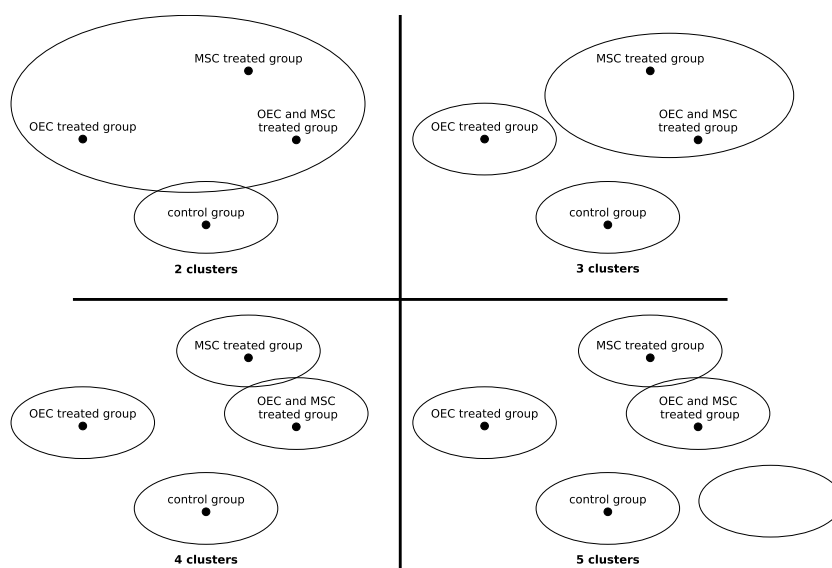 MSC treated group
OEC treated group
OEC and MSC
treated group
control group
2 clusters
MSC treated group
OEC treated group
OEC and MSC
treated group
control group
3 clusters
MSC treated group
OEC treated group
OEC and MSC
treated group
control group
4 clusters
MSC treated group
OEC treated group
OEC and MSC
treated group
control group
5 clusters